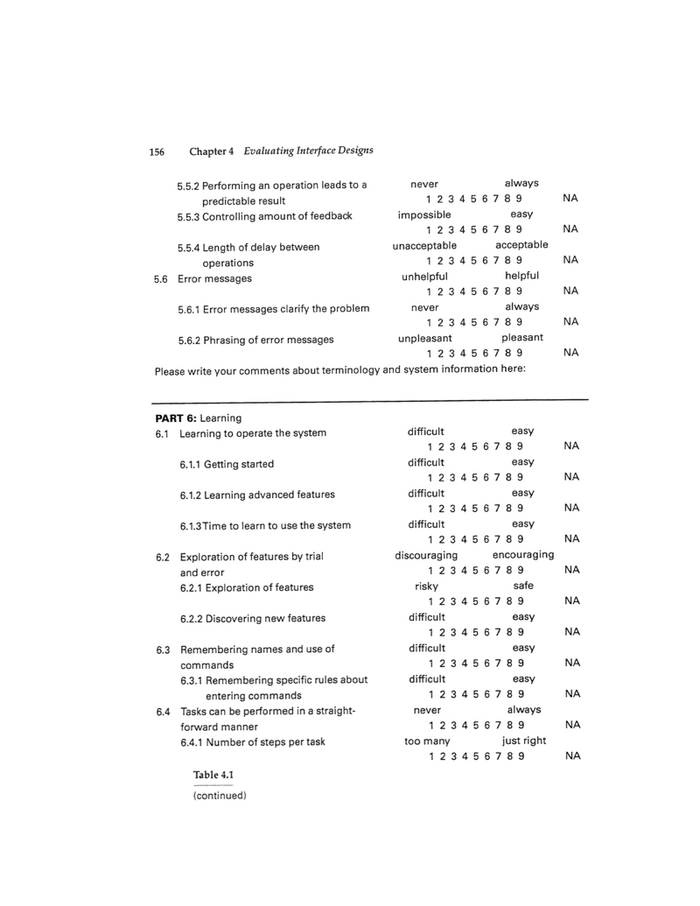 156 Chapter 4 Evaluating Interface Designs
5.5.2 Performing an operation leads to a never always
predictable result 1 2 3 4 5 6 7 8 9 NA
5.5.3 Controlling amount of feedback impossible easy
1 2 3 4 5 6 7 8 9 NA
5.5.4 Length of delay between unacceptable acceptable
operations 1 2 3 4 5 6 7 8 9 NA
5.6 Error messages unhelpful helpful
1 2 3 4 5 6 7 8 9 NA
5.6.1 Error messages clarify the problem never always
1 2 3 4 5 6 7 8 9 NA
5.6.2 Phrasing of error messages unpleasant pleasant
1 2 3 4 5 6 7 8 9 NA
Please write your comments about terminology and system information here:
PART 6: Learning
6.1 Learning to operate the system difficult easy
1 2 3 4 5 6 7 8 9 NA
6.1.1 Getting started difficult easy
1 2 3 4 5 6 7 8 9 NA
6.1.2 Learning advanced features difficult easy
1 2 3 4 5 6 7 8 9 NA
6.1.3 Time to learn to use the system difficult easy
1 2 3 4 5 6 7 8 9 NA
6.2 Exploration of features by trial discouraging encouraging
and error 1 2 3 4 5 6 7 8 9 NA
6.2.1 Exploration of features risky safe
1 2 3 4 5 6 7 8 9 NA
6.2.2 Discovering new features difficult easy
1 2 3 4 5 6 7 8 9 NA
6.3 Remembering names and use of difficult easy
commands 1 2 3 4 5 6 7 8 9 NA
6.3.1 Remembering specific rules about difficult easy
entering commands 1 2 3 4 5 6 7 8 9 NA
6.4 Tasks can be performed in a straight- never always
forward manner 1 2 3 4 5 6 7 8 9 NA
6.4.1 Number of steps per task too many just right
1 2 3 4 5 6 7 8 9 NA
Table 4.1
(continued)